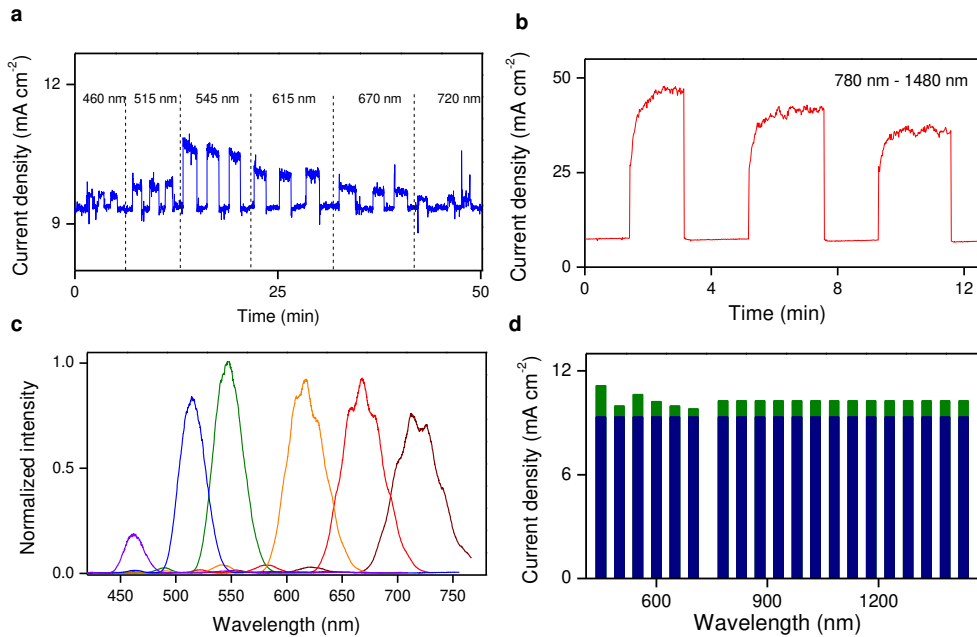 a
Current density (mA cm-2)
12
9
460 nm 515 nm 545 nm 615 nm 670 nm 720 nm
0 25 50
Time (min)
b
Current density (mA cm-2)
50
25
0
780 nm - 1480 nm
0 4 8 12
Time (min)
c
Normalized intensity
1.0
0.5
0.0
450 500 550 600 650 700 750
Wavelength (nm)
d
Current density (mA cm-2)
12
6
0
600 900 1200
Wavelength (nm)